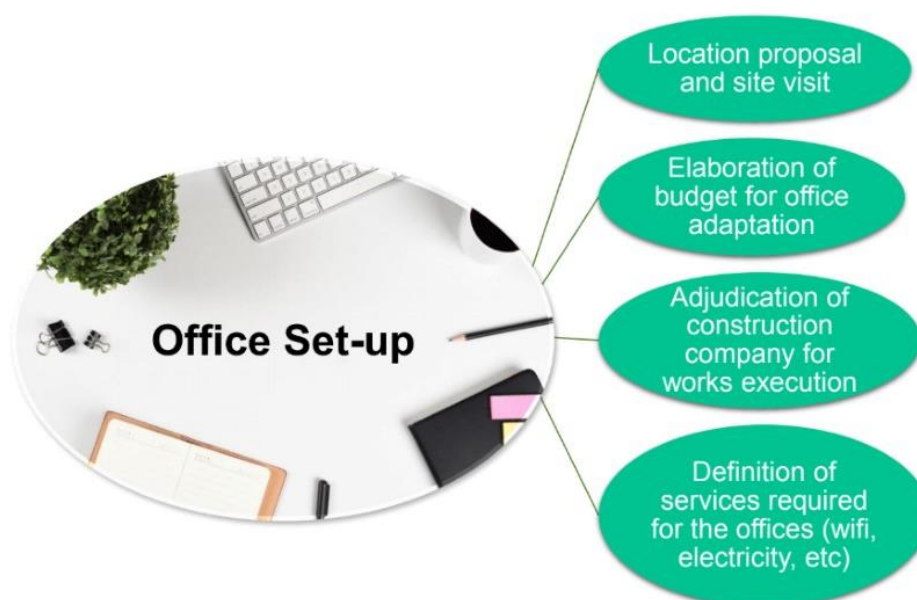 Location proposal
and site visit
Elaboration of
budget for office
adaptation
Office Set-up
Adjudication of
construction
company for
works execution
Definition of
services required
for the offices (wifi,
electricity, etc)